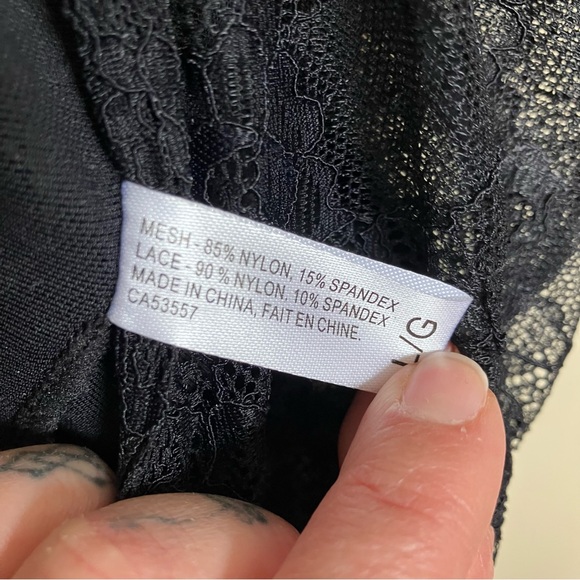 MESH - 85% NYLON, 15% SPANDEX
LACE - 90 % NYLON, 10% SPANDEX
MADE IN CHINA, FAIT EN CHINE.
CA53557
L/G